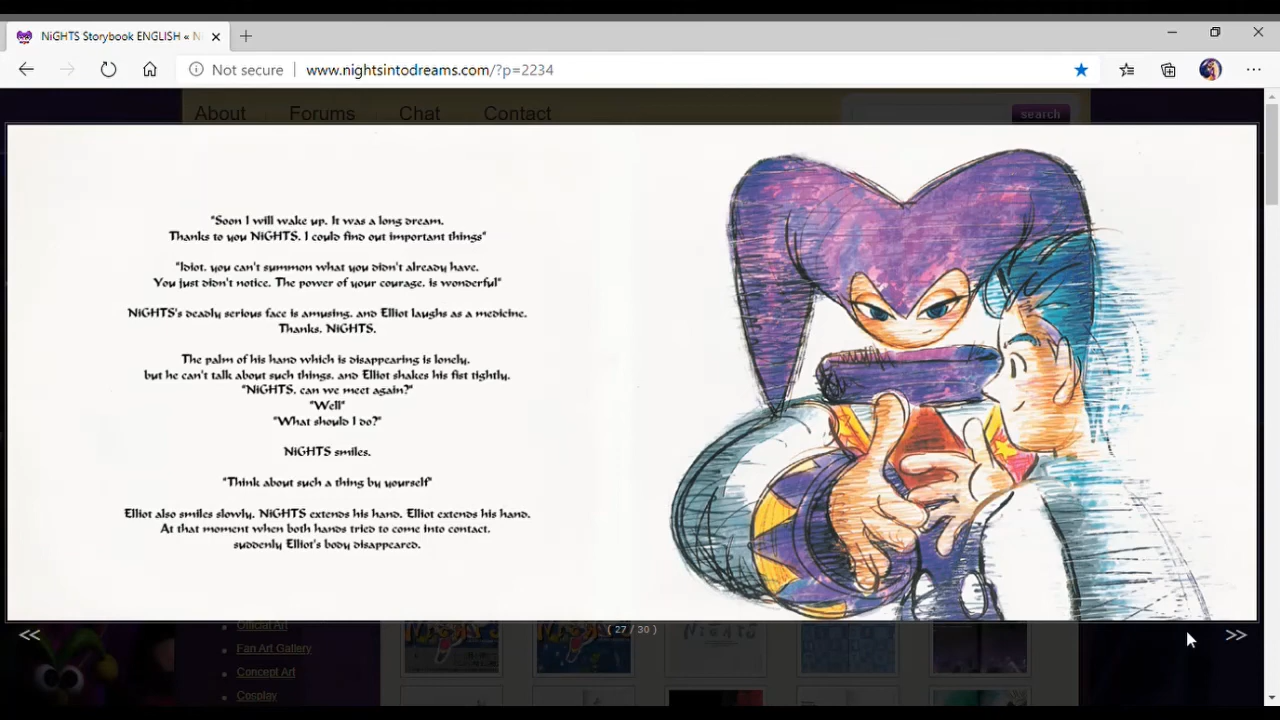 NiGHTS Storybook ENGLISH « N
Not secure
www.nightsintodreams.com/?p=2234
About Forums Chat Contact
search
"Soon I will wake up. It was a long dream.
Thanks to you NiGHTS. I could find out important things"
"Idiot. you can't summon what you didn't already have.
You just didn't notice. The power of your courage. is wonderful"
NiGHTS's deadly serious face is amusing. and Elliot laughs as a medicine.
Thanks. NiGHTS.
The palm of his hand which is disappearing is lonely.
but he can't talk about such things. and Elliot shakes his fist tightly.
"NiGHTS. can we meet again?"
"Well"
"What should I do?"
NiGHTS smiles.
"Think about such a thing by yourself"
Elliot also smiles slowly. NiGHTS extends his hand. Elliot extends his hand.
At that moment when both hands tried to come into contact.
suddenly Elliot's body disappeared.
<< ( 27 / 30 ) >>
Official Art
Fan Art Gallery
Concept Art
Cosplay